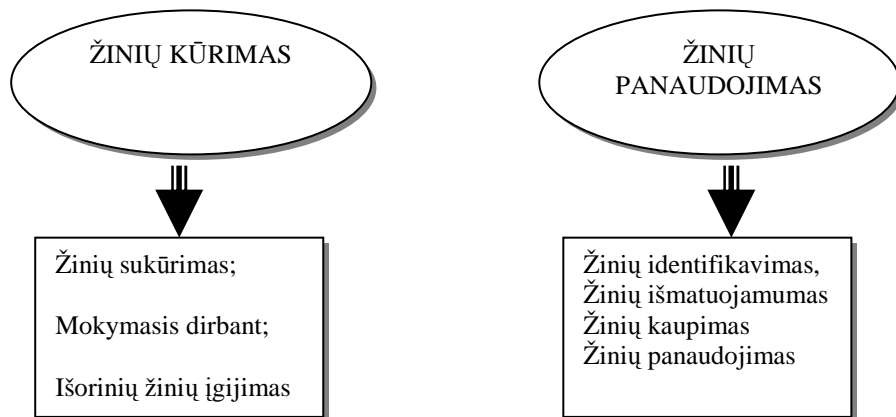 ŽINIŲ KŪRIMAS
Žinių sukūrimas;
Mokymasis dirbant;
Išorinių žinių įgijimas
ŽINIŲ
PANAUDOJIMAS
Žinių identifikavimas,
Žinių išmatuojamumas
Žinių kaupimas
Žinių panaudojimas